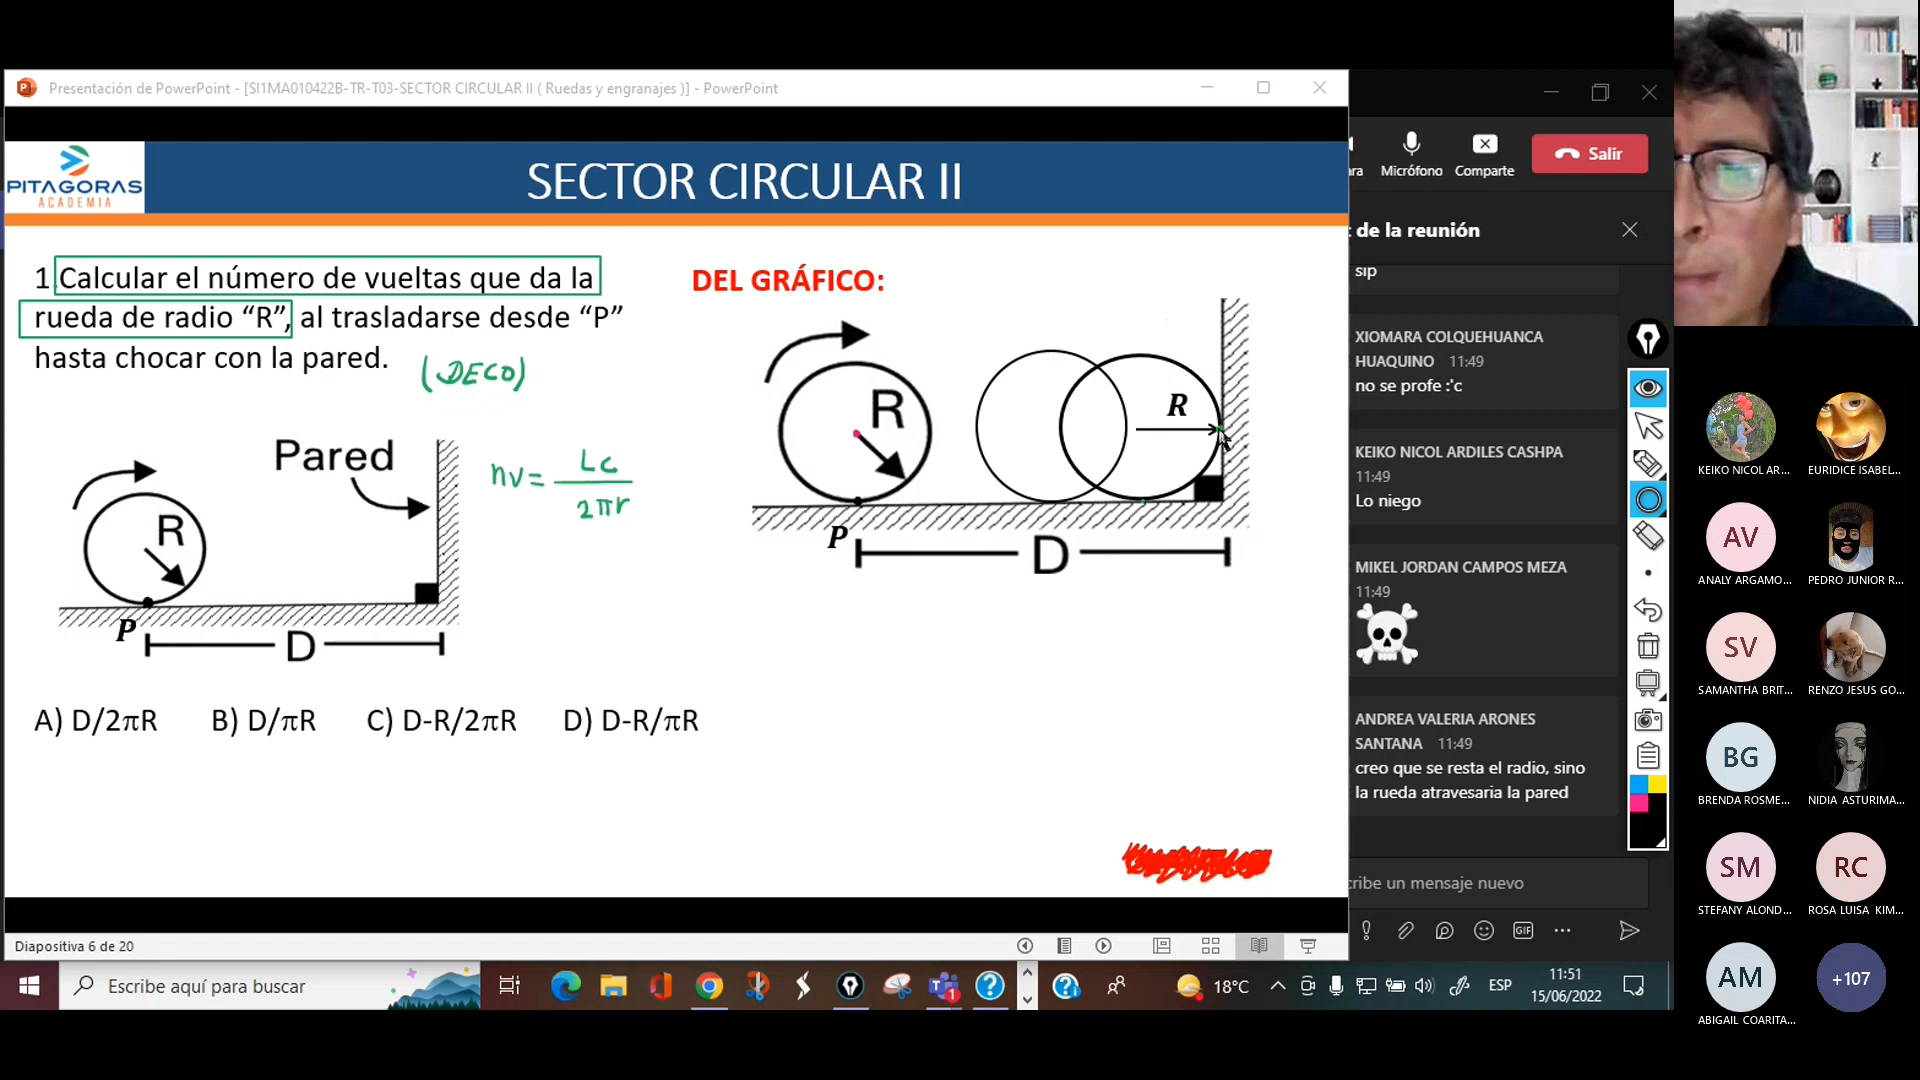 Presentación de PowerPoint - [SI1MA010422B-TR-T03-SECTOR CIRCULAR II ( Ruedas y engranajes )] - PowerPoint
PITAGORAS
ACADEMIA
SECTOR CIRCULAR II
1.Calcular el número de vueltas que da la
rueda de radio “R”, al trasladarse desde “P”
hasta chocar con la pared.
(DECO)
Pared
R
P
D
nv = Lc / 2πr
A) D/2πR B) D/πR C) D-R/2πR D) D-R/πR
DEL GRÁFICO:
R
R
P
D
Diapositiva 6 de 20
ara
Micrófono
Comparte
Salir
t de la reunión
sip
XIOMARA COLQUEHUANCA
HUAQUINO 11:49
no se profe :'c
KEIKO NICOL ARDILES CASHPA
11:49
Lo niego
MIKEL JORDAN CAMPOS MEZA
11:49
ANDREA VALERIA ARONES
SANTANA 11:49
creo que se resta el radio, sino
la rueda atravesaria la pared
cribe un mensaje nuevo
GIF
KEIKO NICOL AR...
EURIDICE ISABEL...
AV
ANALY ARGAMO...
PEDRO JUNIOR R...
SV
SAMANTHA BRIT...
RENZO JESUS GO...
BG
BRENDA ROSME...
NIDIA ASTURIMA...
SM
STEFANY ALOND...
RC
ROSA LUISA KIM...
AM
ABIGAIL COARITA...
+107
Escribe aquí para buscar
1
18°C
ESP
11:51
15/06/2022